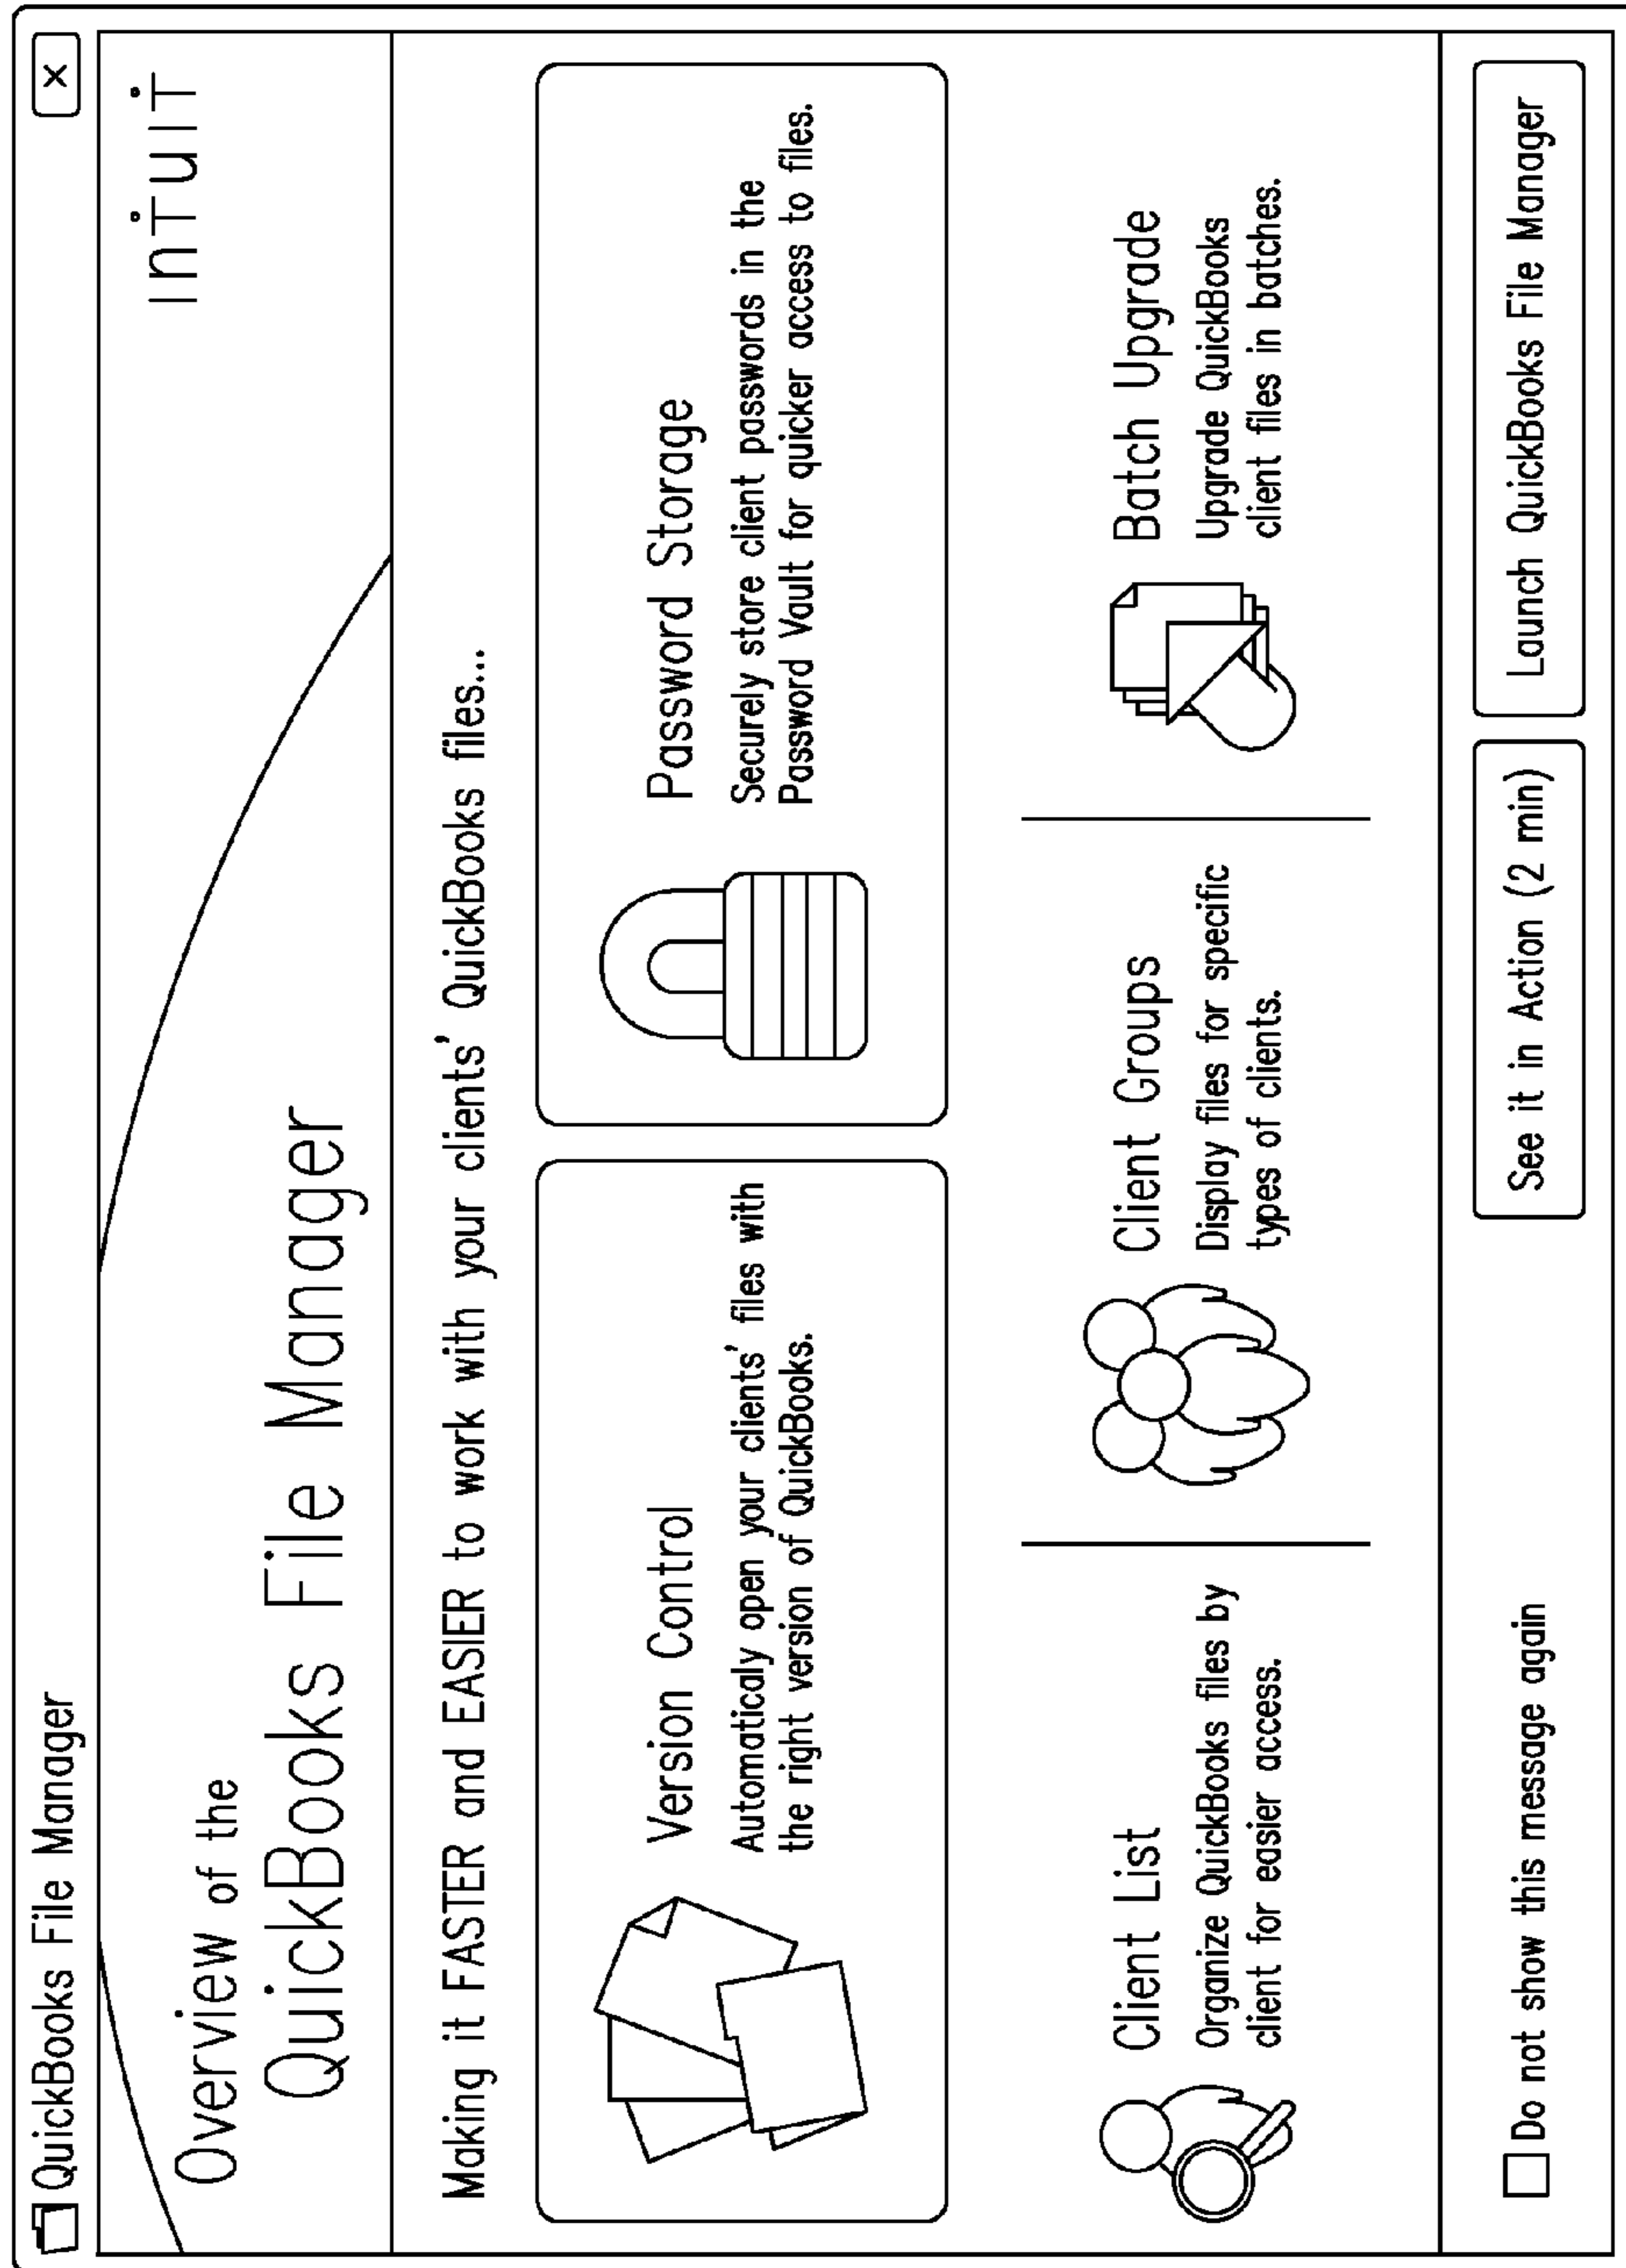 QuickBooks File Manager
x
Overview of the
QuickBooks File Manager
ınTuıT
Making it FASTER and EASIER to work with your clients' QuickBooks files...
Version Control
Automaticaly open your clients' files with
the right version of QuickBooks.
Password Storage
Securely store client passwords in the
Password Vault for quicker access to files.
Client List
Organize QuickBooks files by
client for easier access.
Client Groups
Display files for specific
types of clients.
Batch Upgrade
Upgrade QuickBooks
client files in batches.
Do not show this message again
See it in Action (2 min)
Launch QuickBooks File Manager